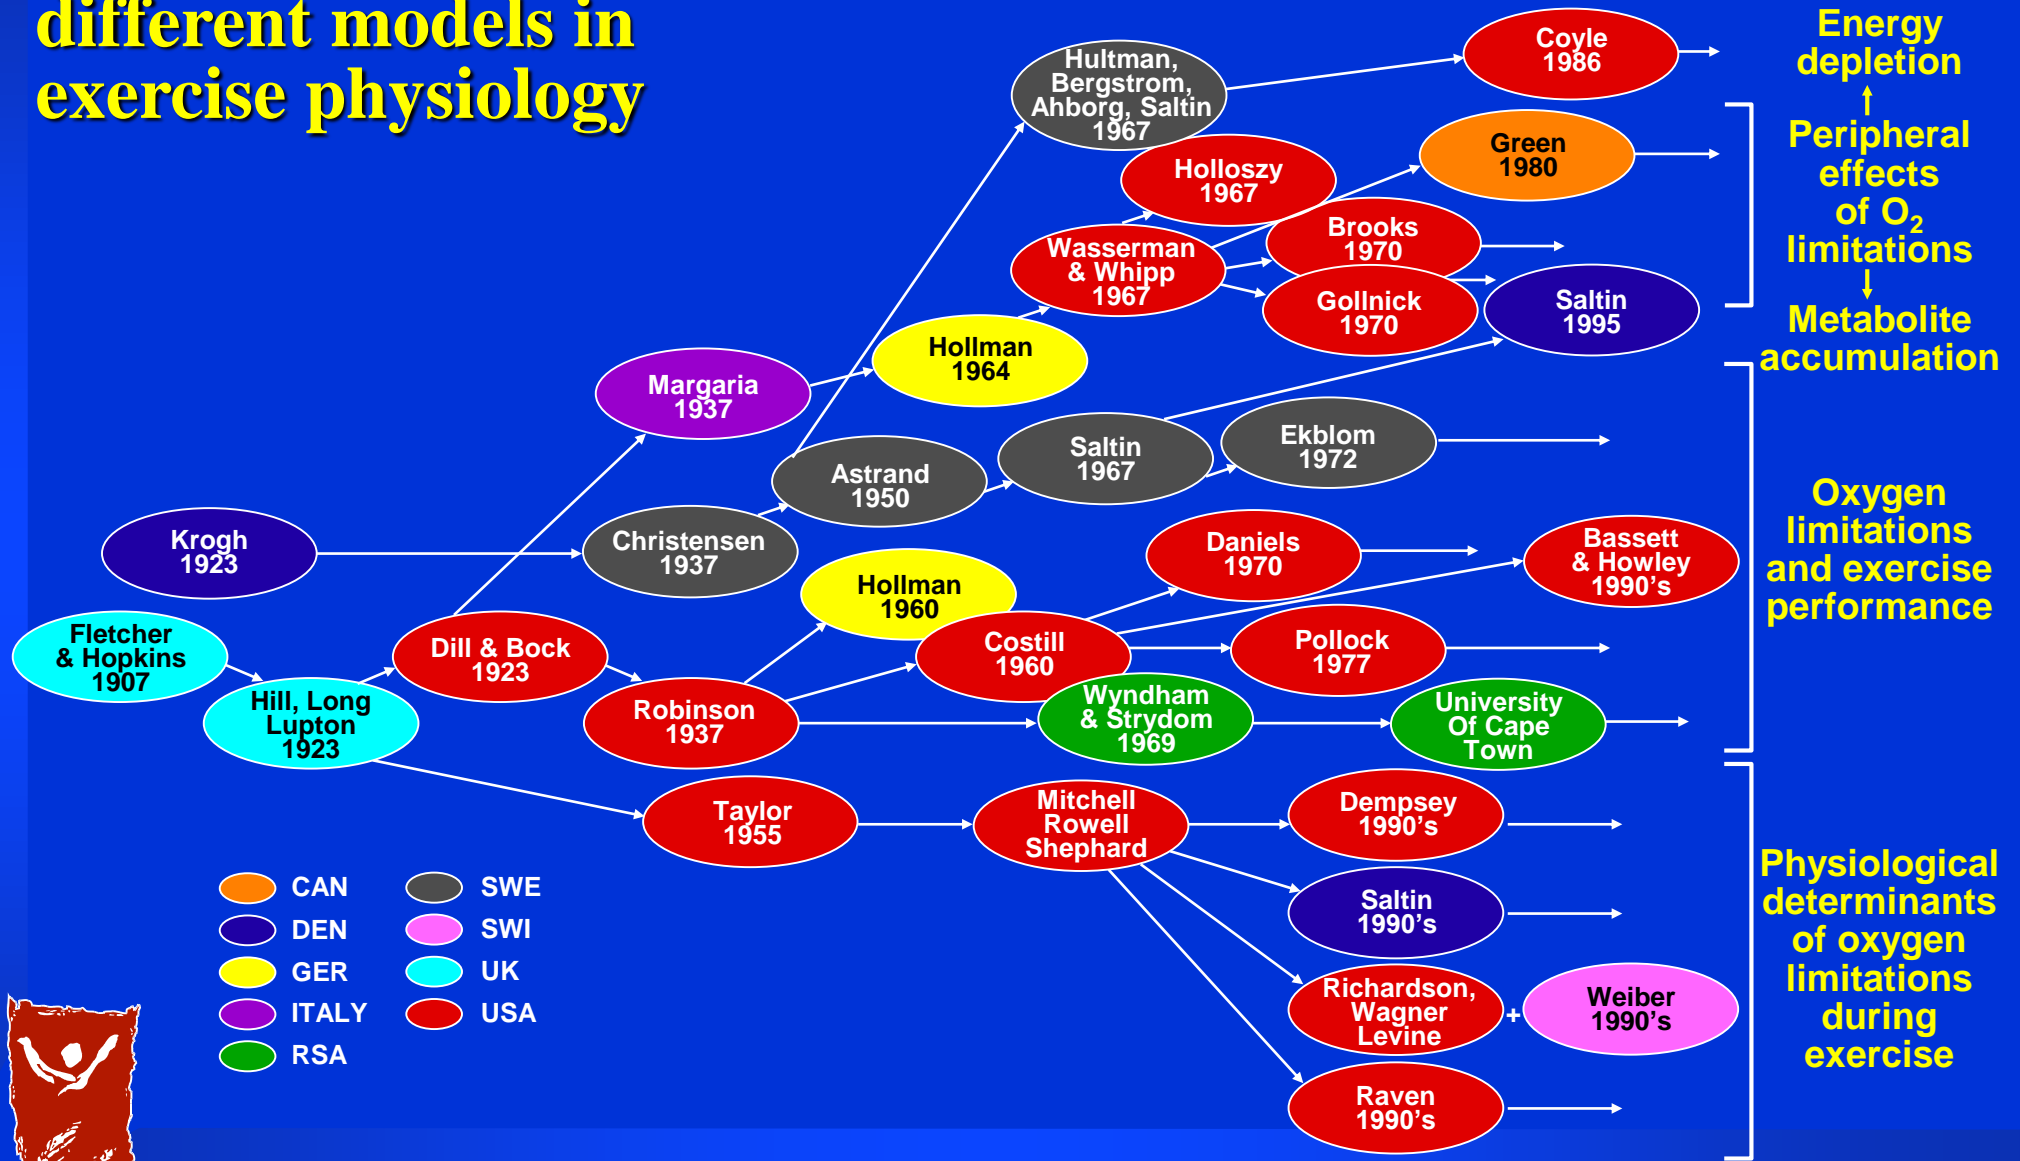 different models in
exercise physiology
Hultman,
Bergstrom,
Ahborg, Saltin
1967
Coyle
1986
Energy
depletion
Holloszy
1967
Green
1980
Peripheral
effects
of O₂
limitations
Wasserman
& Whipp
1967
Brooks
1970
Gollnick
1970
Saltin
1995
Metabolite
accumulation
Margaria
1937
Hollman
1964
Astrand
1950
Saltin
1967
Ekblom
1972
Krogh
1923
Christensen
1937
Hollman
1960
Daniels
1970
Bassett
& Howley
1990's
Oxygen
limitations
and exercise
performance
Fletcher
& Hopkins
1907
Hill, Long
Lupton
1923
Dill & Bock
1923
Robinson
1937
Costill
1960
Pollock
1977
Wyndham
& Strydom
1969
University
Of Cape
Town
Taylor
1955
Mitchell
Rowell
Shephard
Dempsey
1990's
Saltin
1990's
Richardson,
Wagner
Levine
+
Weiber
1990's
Raven
1990's
Physiological
determinants
of oxygen
limitations
during
exercise
CAN
DEN
GER
ITALY
RSA
SWE
SWI
UK
USA